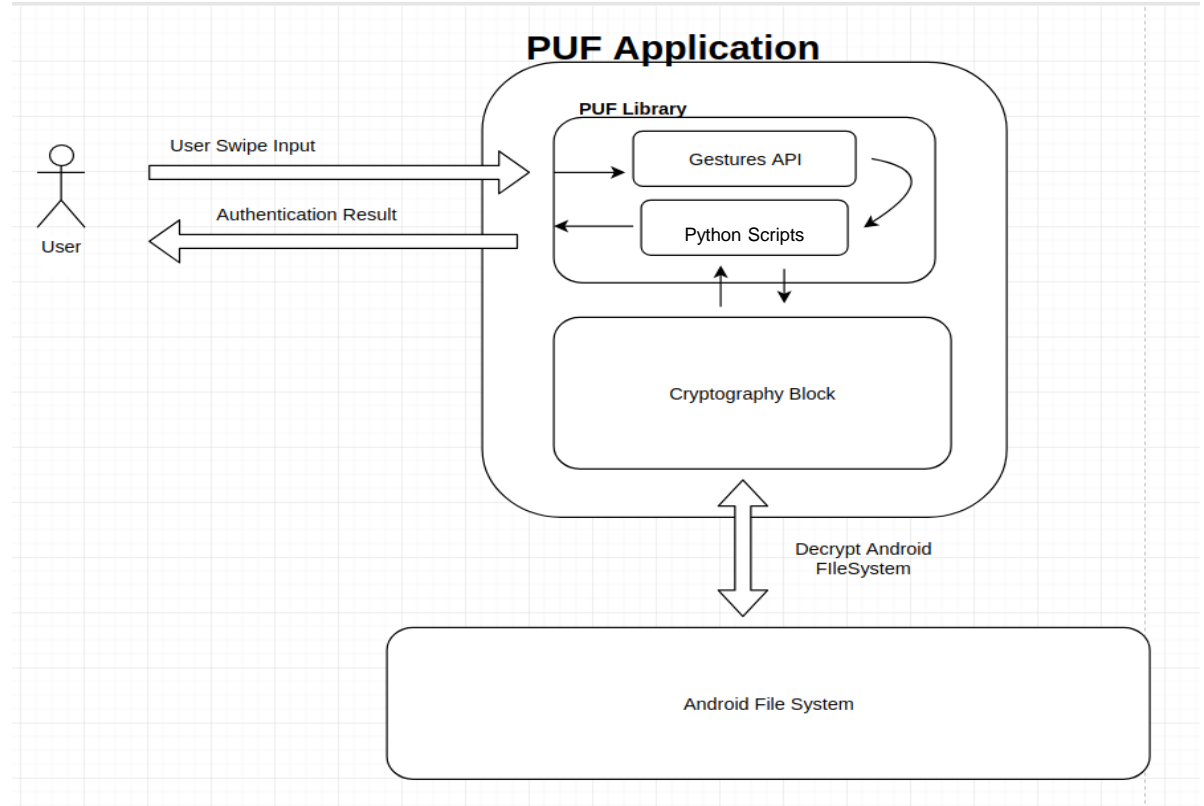 PUF Application
PUF Library
User Swipe Input
Gestures API
Authentication Result
Python Scripts
User
Cryptography Block
Decrypt Android
FIleSystem
Android File System